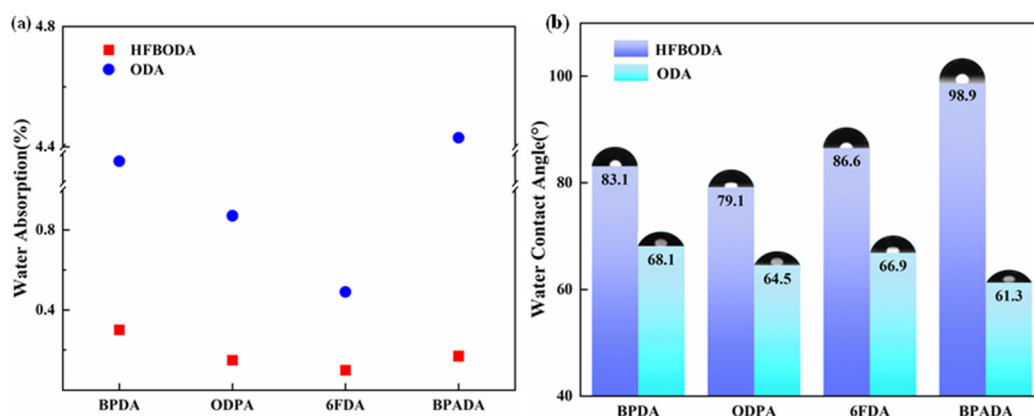 (a)
4.8
HFBODA
ODA
4.4
0.8
0.4
Water Absorption(%)
BPDA ODPA 6FDA BPADA
(b)
HFBODA
ODA
100
80
60
40
Water Contact Angle(°)
83.1
68.1
79.1
64.5
86.6
66.9
98.9
61.3
BPDA ODPA 6FDA BPADA